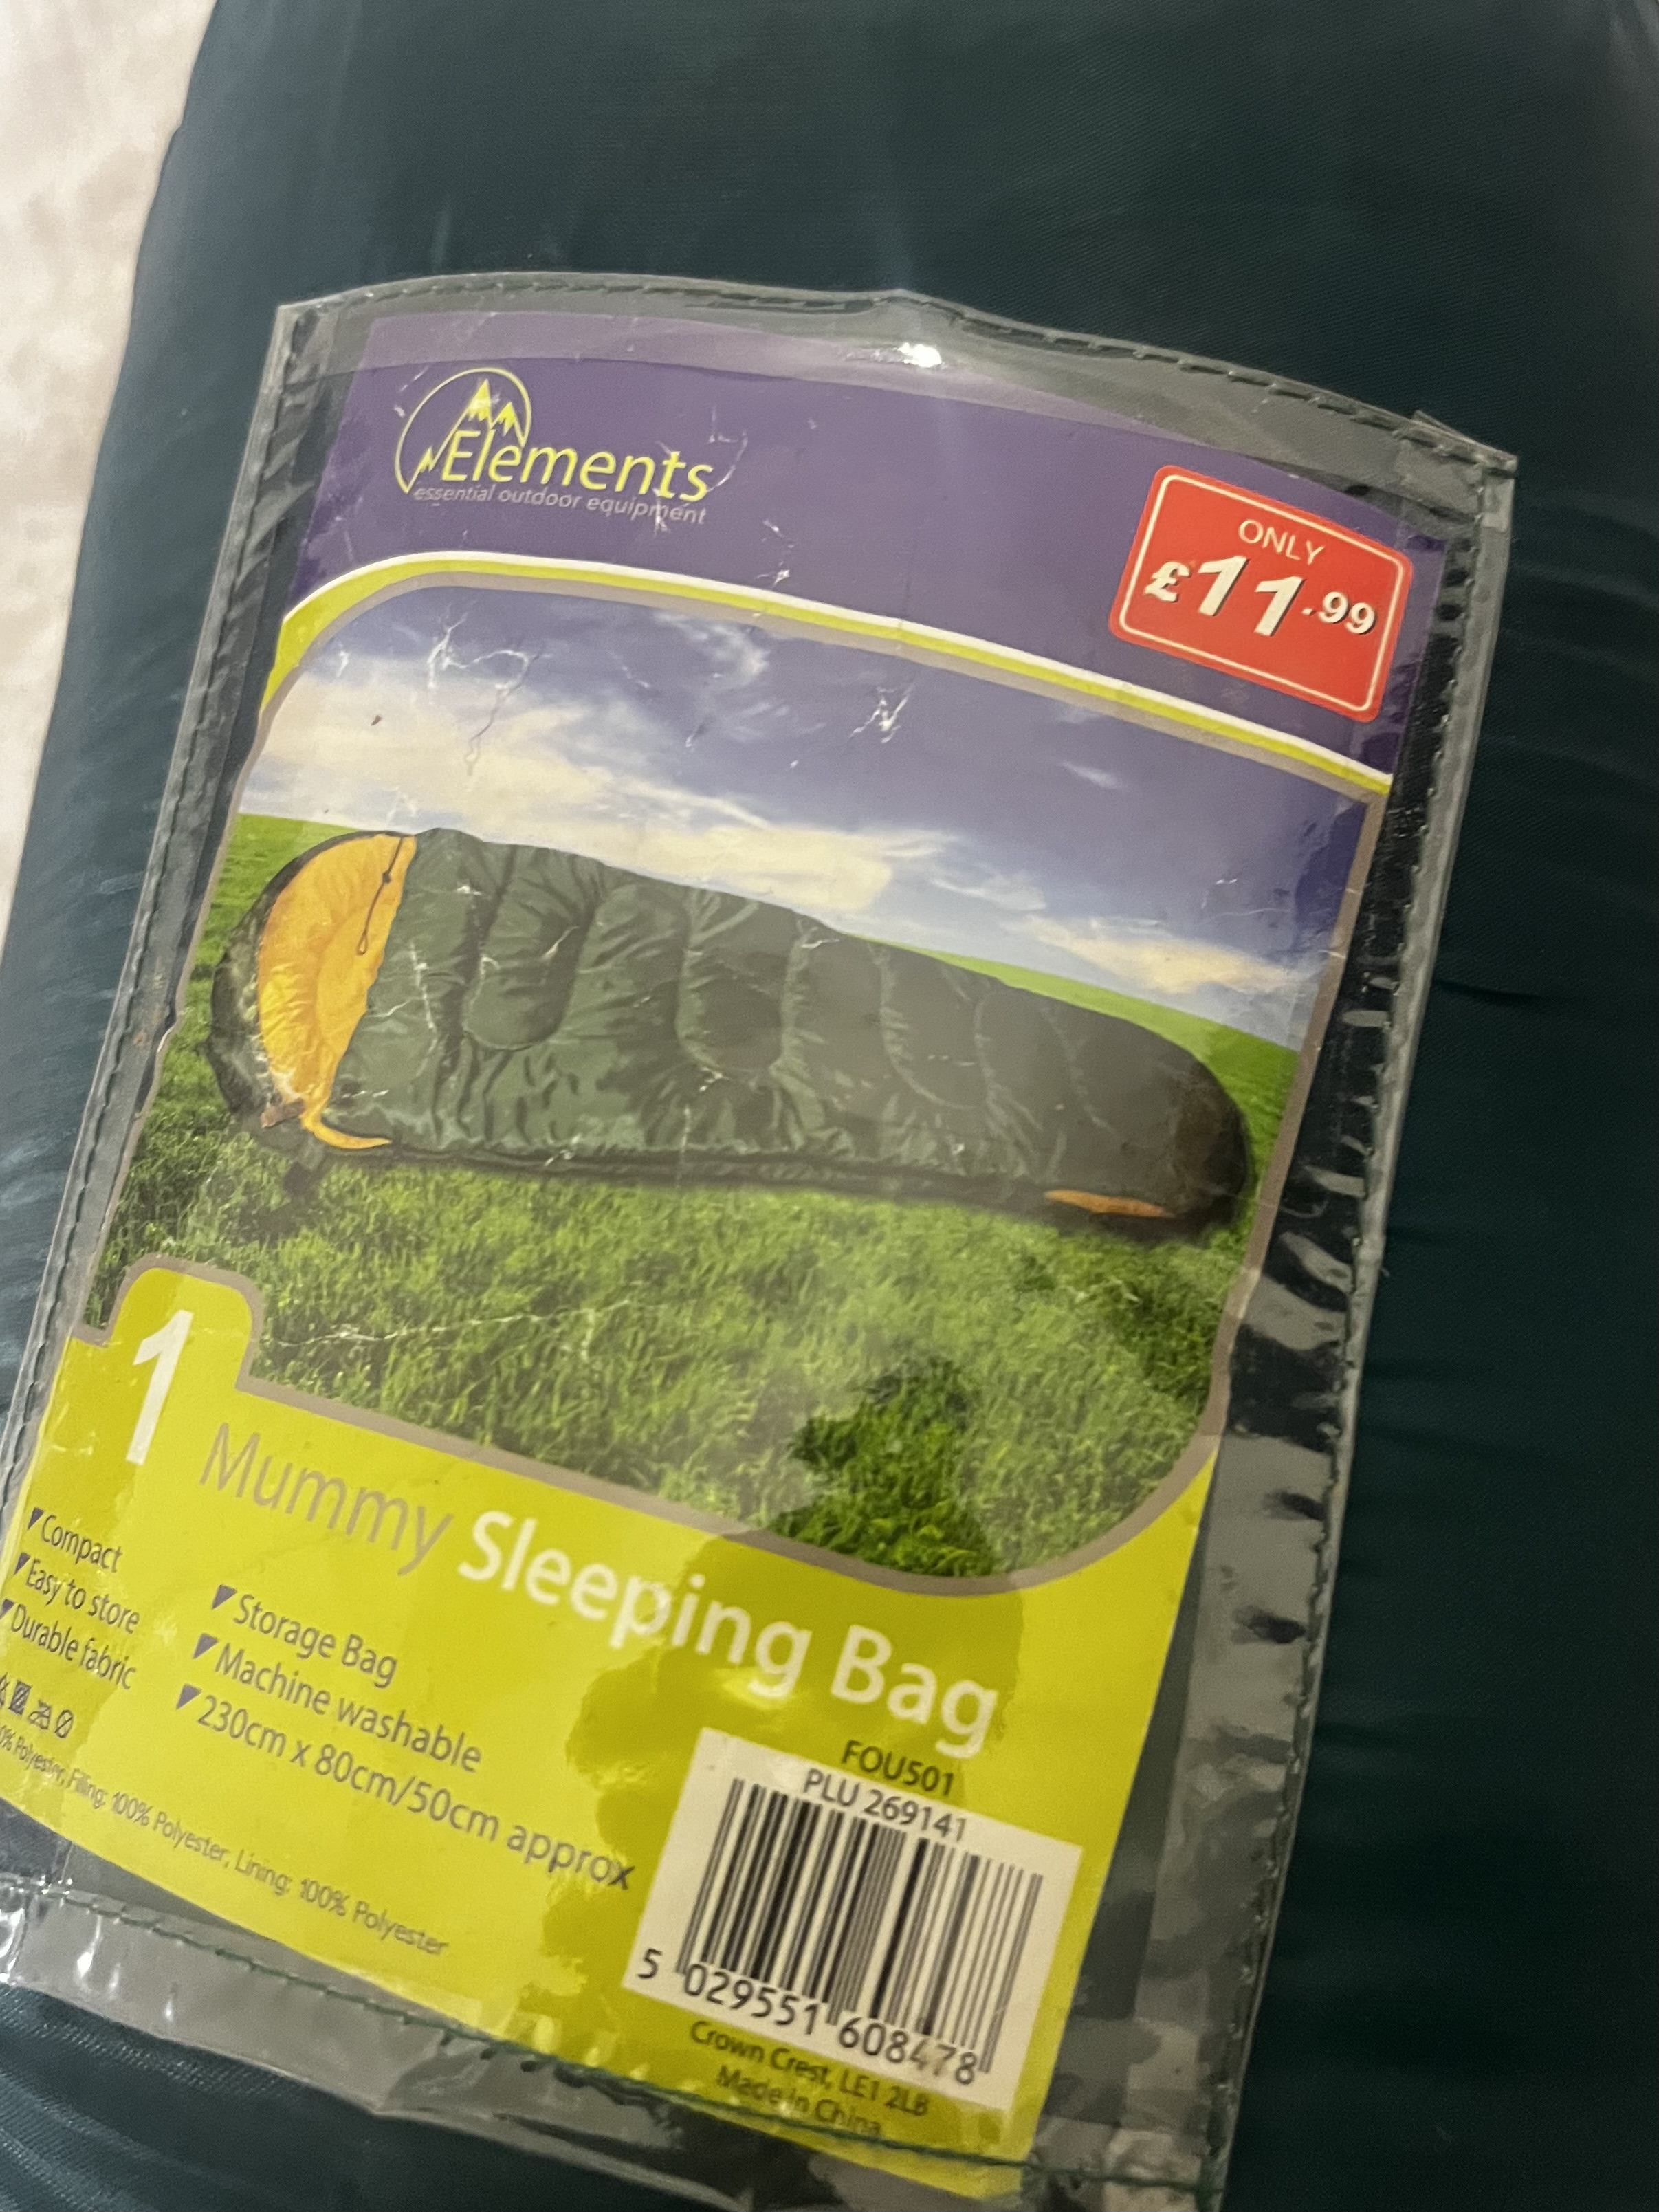 Elements
essential outdoor equipment
ONLY
£11.99
1 Mummy Sleeping Bag
Compact
Easy to store
Durable fabric
Storage Bag
Machine washable
230cm x 80cm/50cm approx
Polyester, Filling: 100% Polyester, Lining: 100% Polyester
FOU501
PLU 269141
5 029551 608478
Crown Crest, LE1 2LB
Made in China